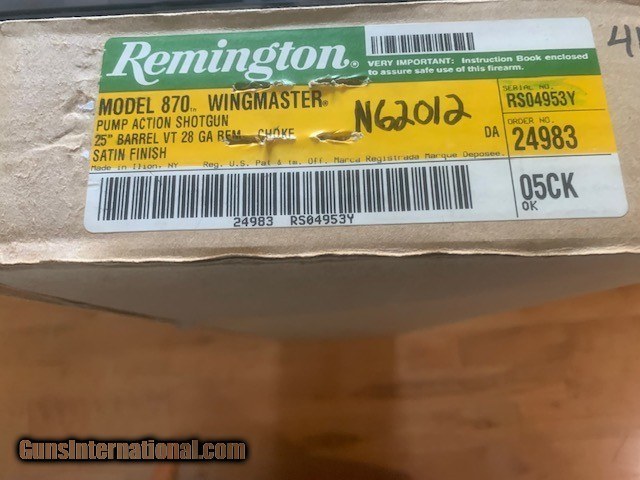 Remington®
VERY IMPORTANT: Instruction Book enclosed
to assure safe use of this firearm.
MODEL 870™ WINGMASTER®
PUMP ACTION SHOTGUN
25" BARREL VT 28 GA REM CHOKE
SATIN FINISH
N62012
DA
SERIAL NO.
RS04953Y
ORDER NO.
24983
Made in Ilion, NY Reg. U.S. Pat & tm. Off. Marca Registrada Marque Deposee.
24983 RS04953Y
05CK
OK
GunsInternational.com